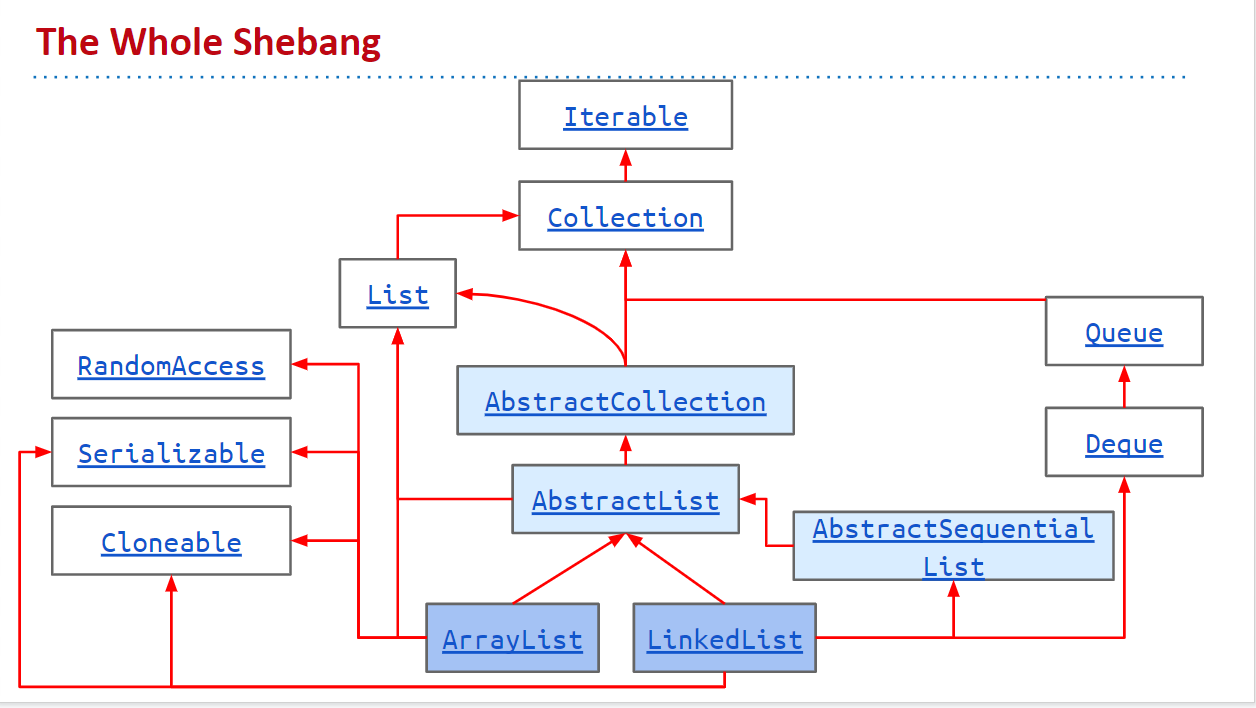 The Whole Shebang
Iterable
Collection
List
Queue
RandomAccess
AbstractCollection
Serializable
Deque
AbstractList
Cloneable
AbstractSequential
List
ArrayList
LinkedList